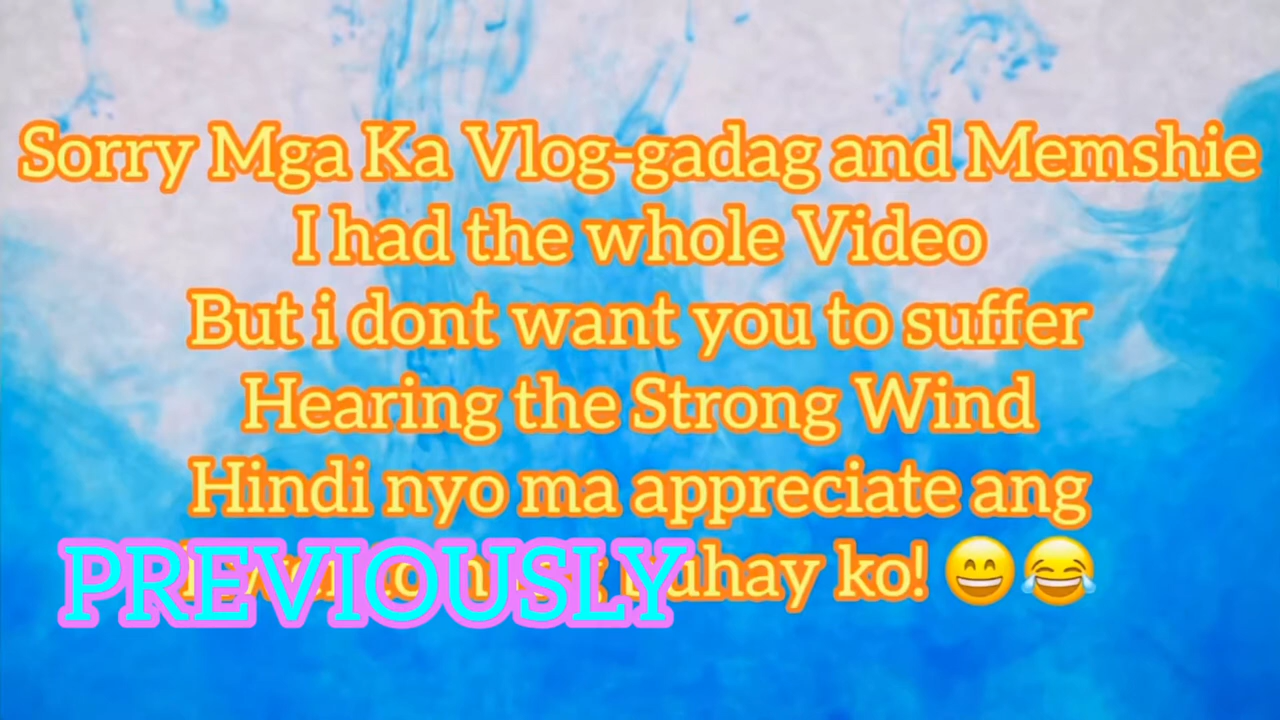 Sorry Mga Ka Vlog-gadag and Memshie
I had the whole Video
But i dont want you to suffer
Hearing the Strong Wind
Hindi nyo ma appreciate ang
PREVIOUSLY
buhay ko! 😄😂